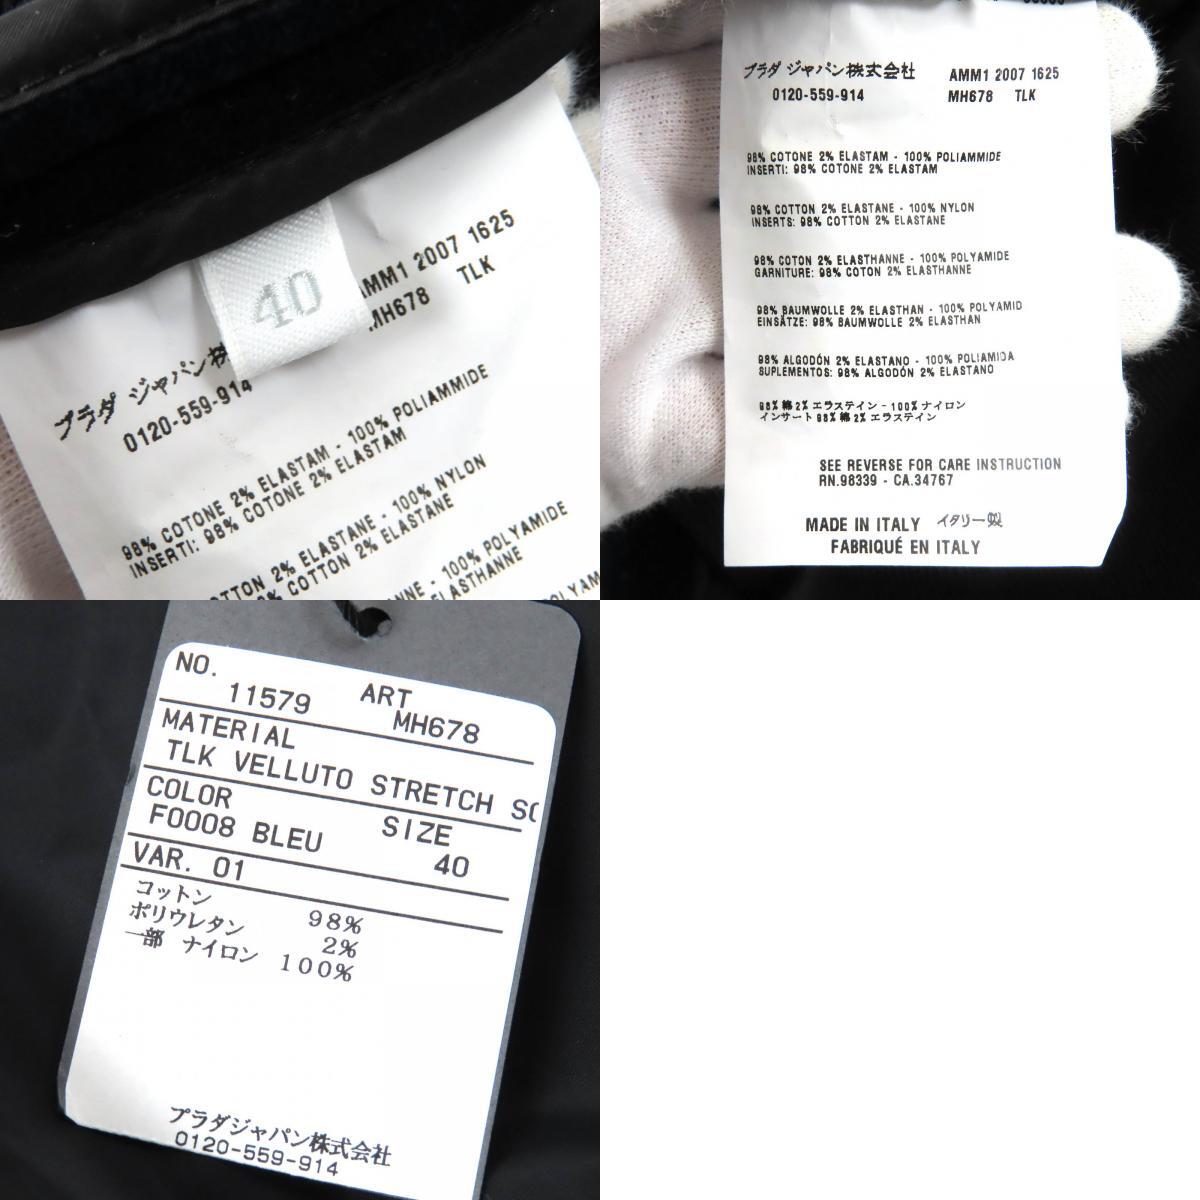 40
AMM1 2007 1625
MH678 TLK
プラダ ジャパン株
0120-559-914
98% COTONE 2% ELASTAM - 100% POLIAMMIDE
INSERTI: 98% COTONE 2% ELASTAM
OTTON 2% ELASTANE - 100% NYLON
98% COTTON 2% ELASTANE
2% ELASTHANNE - 100% POLYAMIDE
ELASTHANNE
プラダ ジャパン株式会社 AMM1 2007 1625
0120-559-914 MH678 TLK
98% COTONE 2% ELASTAM - 100% POLIAMMIDE
INSERTI: 98% COTONE 2% ELASTAM
98% COTTON 2% ELASTANE - 100% NYLON
INSERTS: 98% COTTON 2% ELASTANE
98% COTON 2% ELASTHANNE - 100% POLYAMIDE
GARNITURE: 98% COTON 2% ELASTHANNE
98% BAUMWOLLE 2% ELASTHAN - 100% POLYAMID
EINSÄTZE: 98% BAUMWOLLE 2% ELASTHAN
98% ALGODÓN 2% ELASTANO - 100% POLIAMIDA
SUPLEMENTOS: 98% ALGODÓN 2% ELASTANO
98% 綿 2% エラステイン - 100% ナイロン
インサート 98% 綿 2% エラステイン
SEE REVERSE FOR CARE INSTRUCTION
RN.98339 - CA.34767
MADE IN ITALY イタリー製
FABRIQUÉ EN ITALY
NO. 11579 ART MH678
MATERIAL
TLK VELLUTO STRETCH SO
COLOR
F0008 BLEU SIZE 40
VAR. 01
コットン 98%
ポリウレタン 2%
一部 ナイロン 100%
プラダジャパン株式会社
0120-559-914